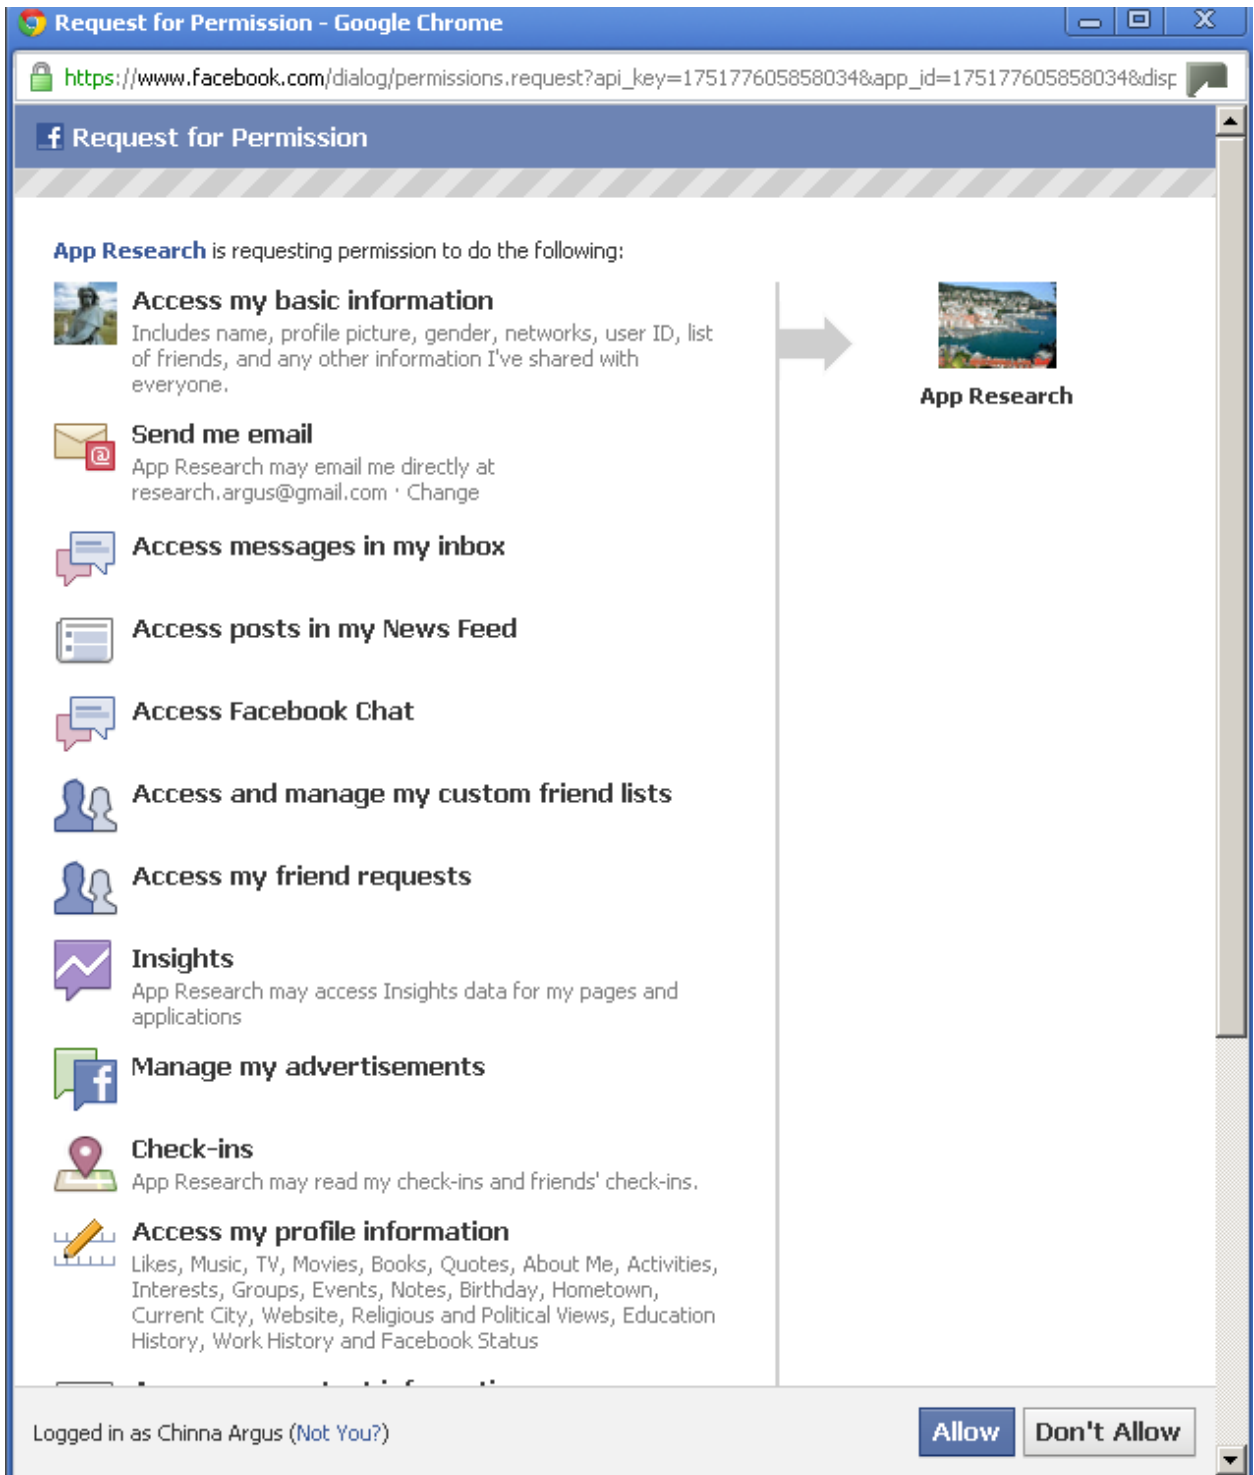 Request for Permission - Google Chrome
https://www.facebook.com/dialog/permissions.request?api_key=175177605858034&app_id=175177605858034&disp
Request for Permission
App Research is requesting permission to do the following:
Access my basic information
Includes name, profile picture, gender, networks, user ID, list
of friends, and any other information I've shared with
everyone.
App Research
Send me email
App Research may email me directly at
research.argus@gmail.com · Change
Access messages in my inbox
Access posts in my News Feed
Access Facebook Chat
Access and manage my custom friend lists
Access my friend requests
Insights
App Research may access Insights data for my pages and
applications
Manage my advertisements
Check-ins
App Research may read my check-ins and friends' check-ins.
Access my profile information
Likes, Music, TV, Movies, Books, Quotes, About Me, Activities,
Interests, Groups, Events, Notes, Birthday, Hometown,
Current City, Website, Religious and Political Views, Education
History, Work History and Facebook Status
Logged in as Chinna Argus (Not You?)
Allow
Don't Allow